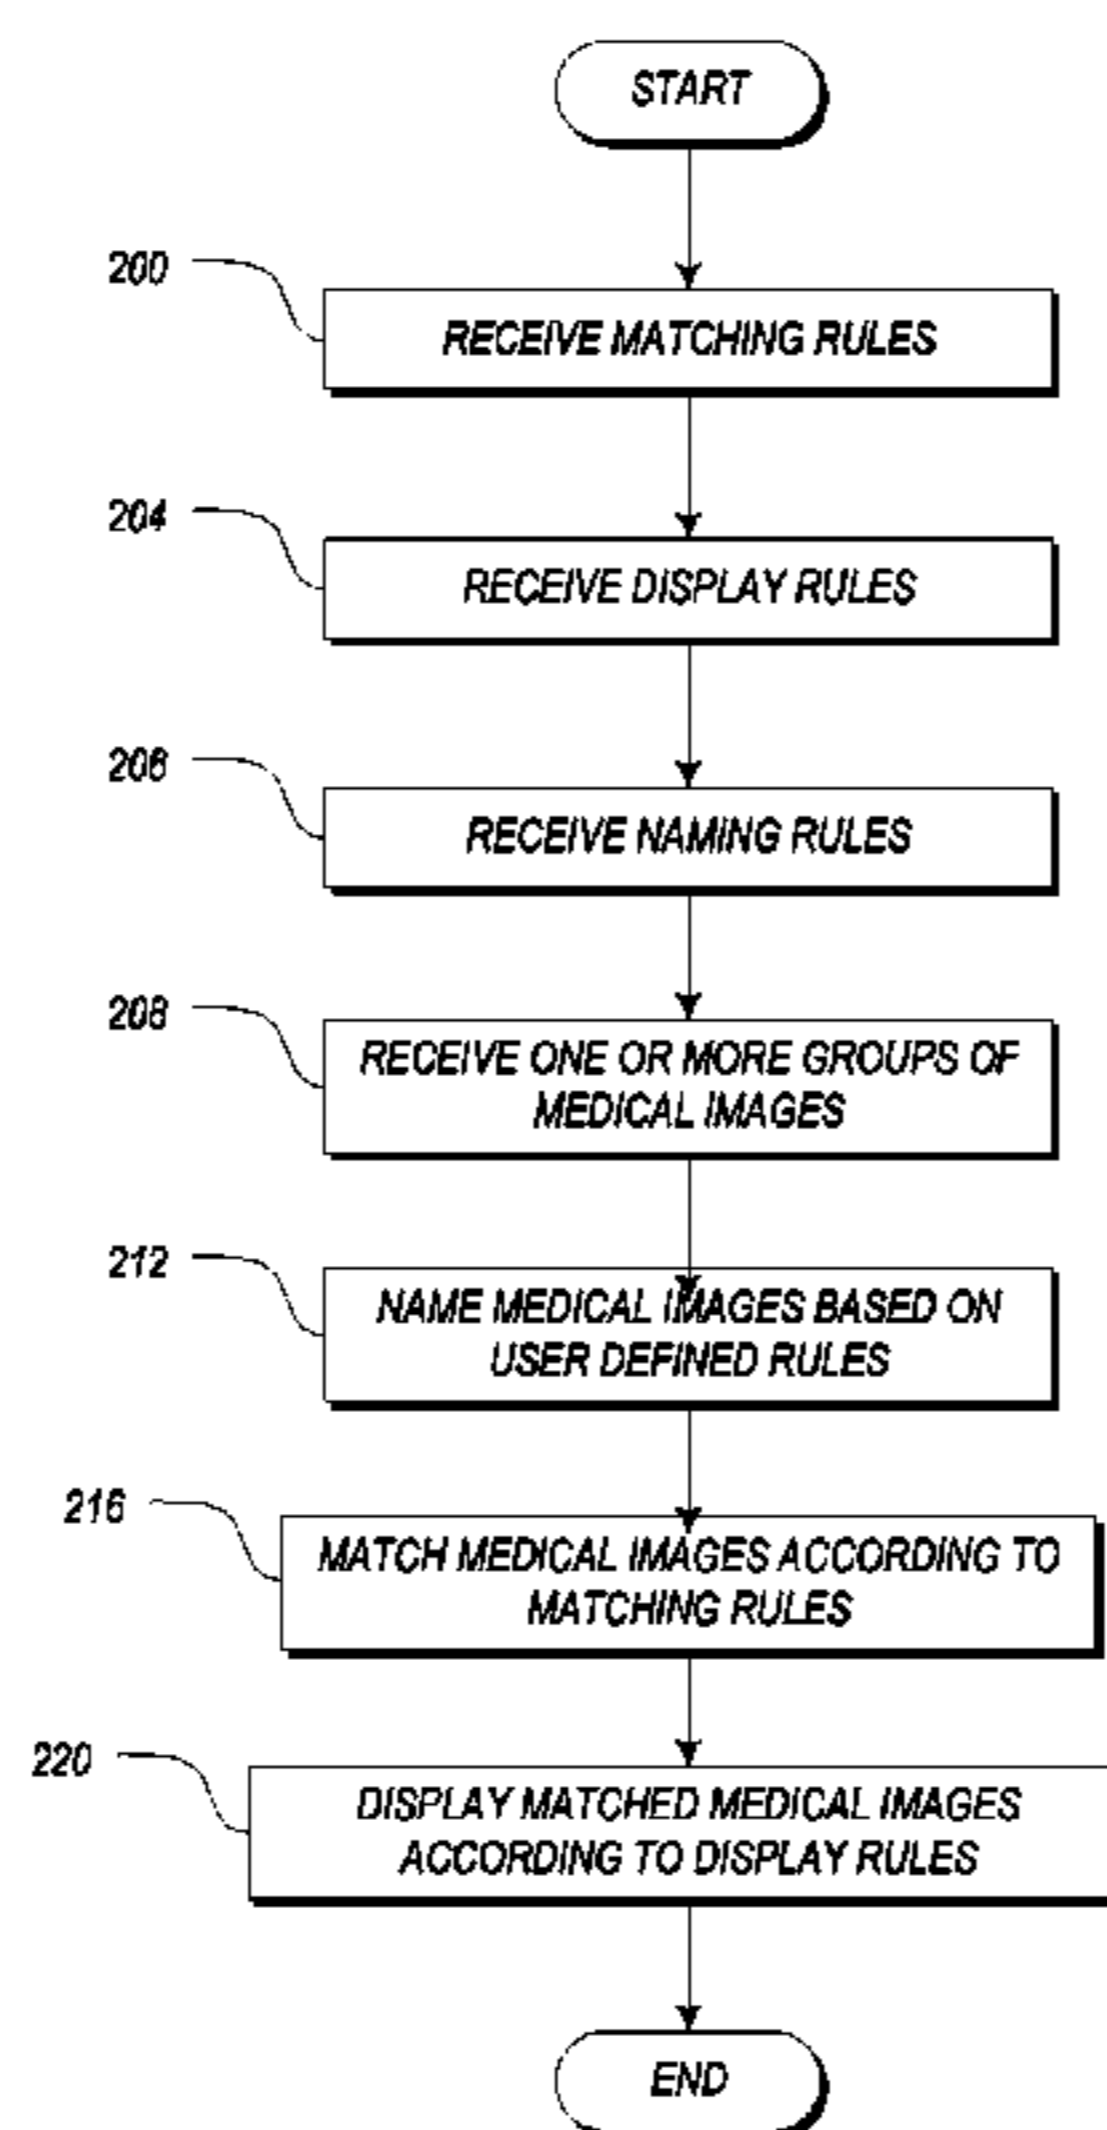 START
200
RECEIVE MATCHING RULES
204
RECEIVE DISPLAY RULES
206
RECEIVE NAMING RULES
208
RECEIVE ONE OR MORE GROUPS OF
MEDICAL IMAGES
212
NAME MEDICAL IMAGES BASED ON
USER DEFINED RULES
216
MATCH MEDICAL IMAGES ACCORDING TO
MATCHING RULES
220
DISPLAY MATCHED MEDICAL IMAGES
ACCORDING TO DISPLAY RULES
END